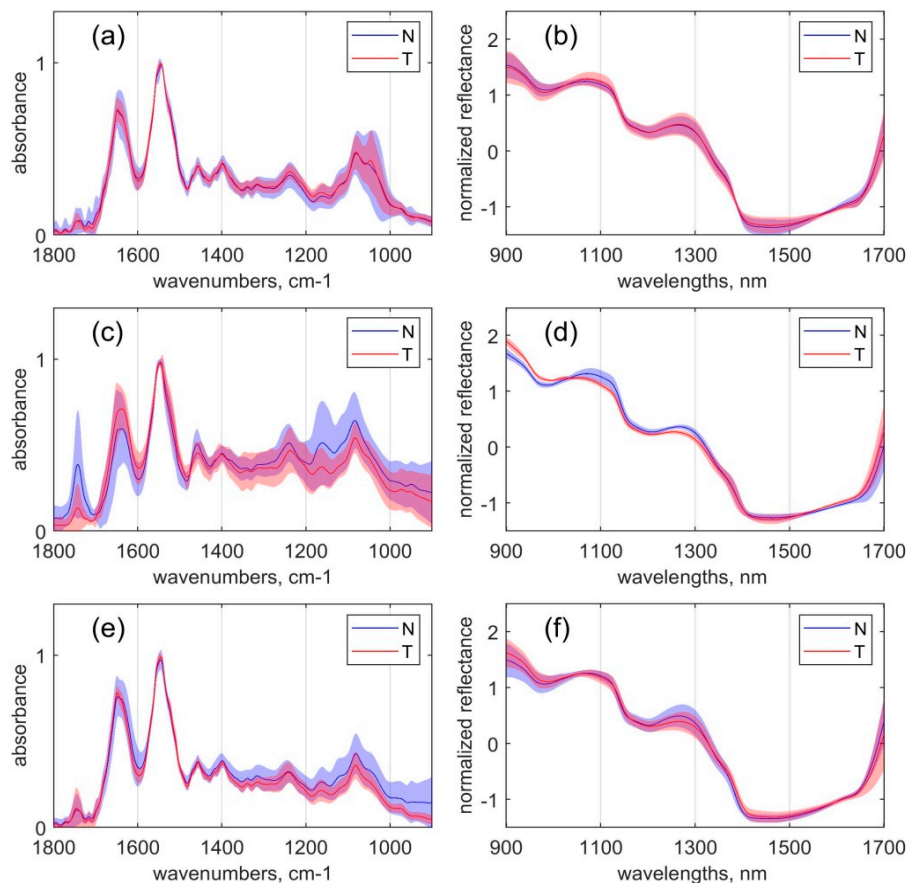 (a)
N
T
absorbance
1
0
1800 1600 1400 1200 1000
wavenumbers, cm-1
(b)
N
T
normalized reflectance
2
1
0
-1
900 1100 1300 1500 1700
wavelengths, nm
(c)
N
T
absorbance
1
0
1800 1600 1400 1200 1000
wavenumbers, cm-1
(d)
N
T
normalized reflectance
2
1
0
-1
900 1100 1300 1500 1700
wavelengths, nm
(e)
N
T
absorbance
1
0
1800 1600 1400 1200 1000
wavenumbers, cm-1
(f)
N
T
normalized reflectance
2
1
0
-1
900 1100 1300 1500 1700
wavelengths, nm